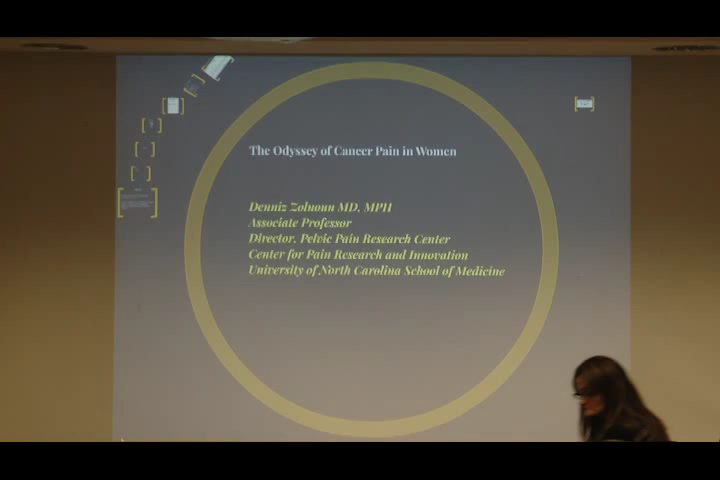 The Odyssey of Cancer Pain in Women
Denniz Zolnoun MD, MPH
Associate Professor
Director, Pelvic Pain Research Center
Center for Pain Research and Innovation
University of North Carolina School of Medicine